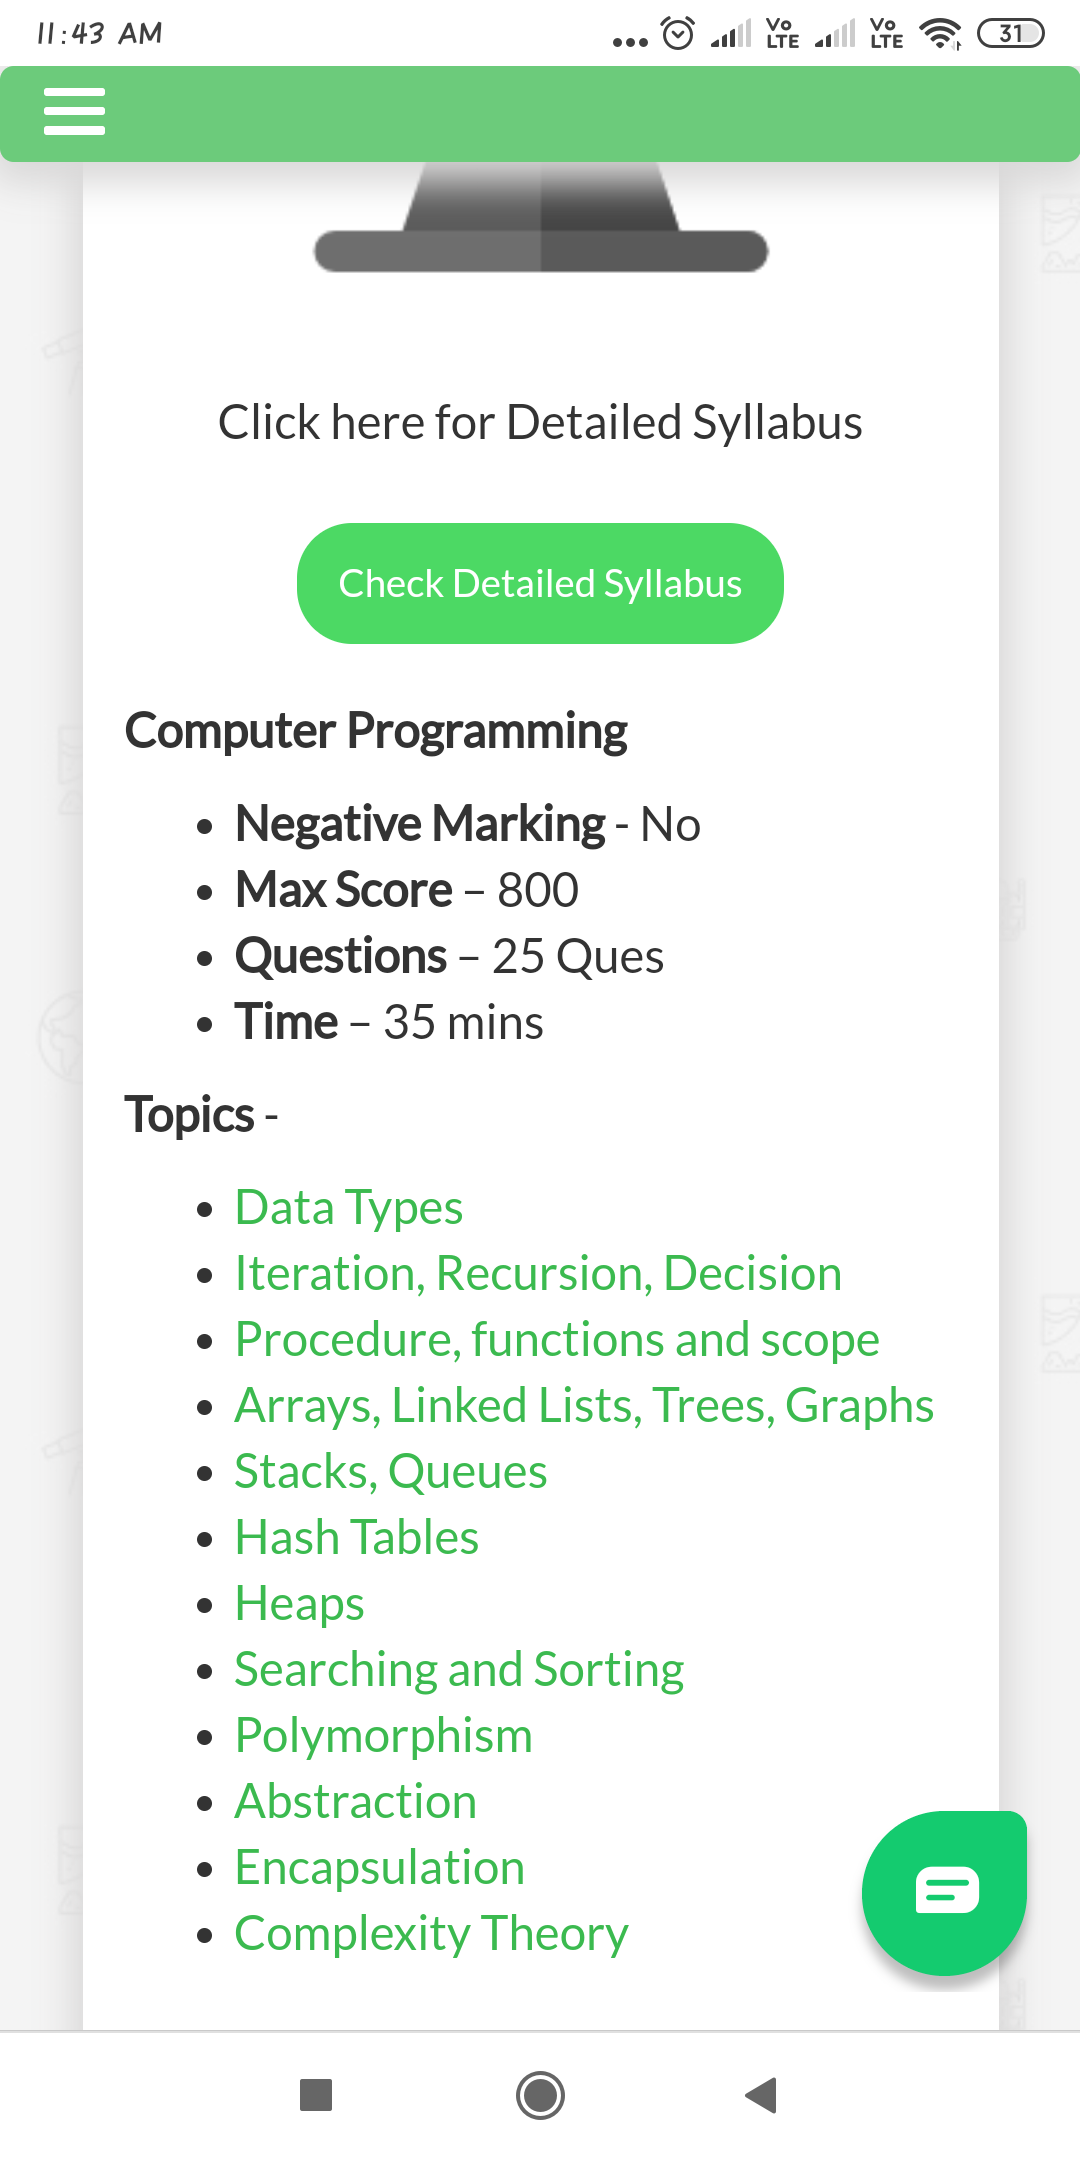 11:43 AM
Vo LTE
Vo LTE
31
Click here for Detailed Syllabus
Check Detailed Syllabus
Computer Programming
• Negative Marking - No
• Max Score – 800
• Questions – 25 Ques
• Time – 35 mins
Topics -
• Data Types
• Iteration, Recursion, Decision
• Procedure, functions and scope
• Arrays, Linked Lists, Trees, Graphs
• Stacks, Queues
• Hash Tables
• Heaps
• Searching and Sorting
• Polymorphism
• Abstraction
• Encapsulation
• Complexity Theory